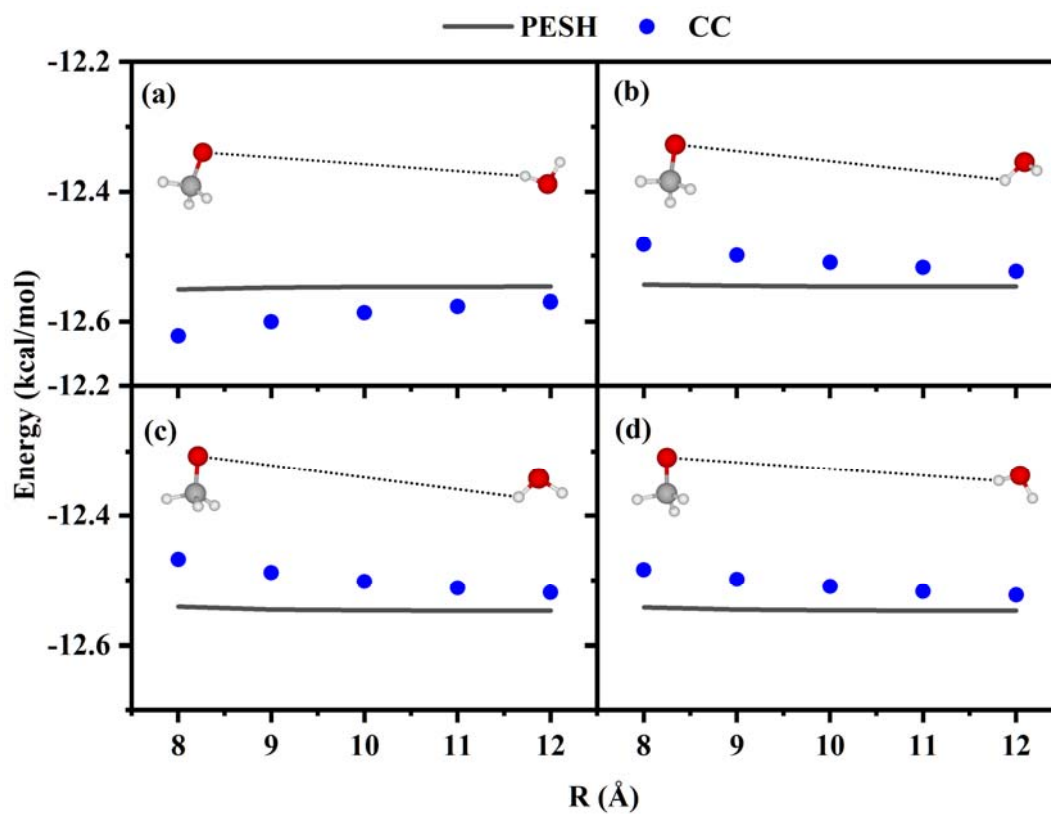 PESH CC
-12.2
(a) (b)
-12.4
-12.6
-12.2
(c) (d)
-12.4
-12.6
Energy (kcal/mol)
8 9 10 11 12 8 9 10 11 12
R (Å)